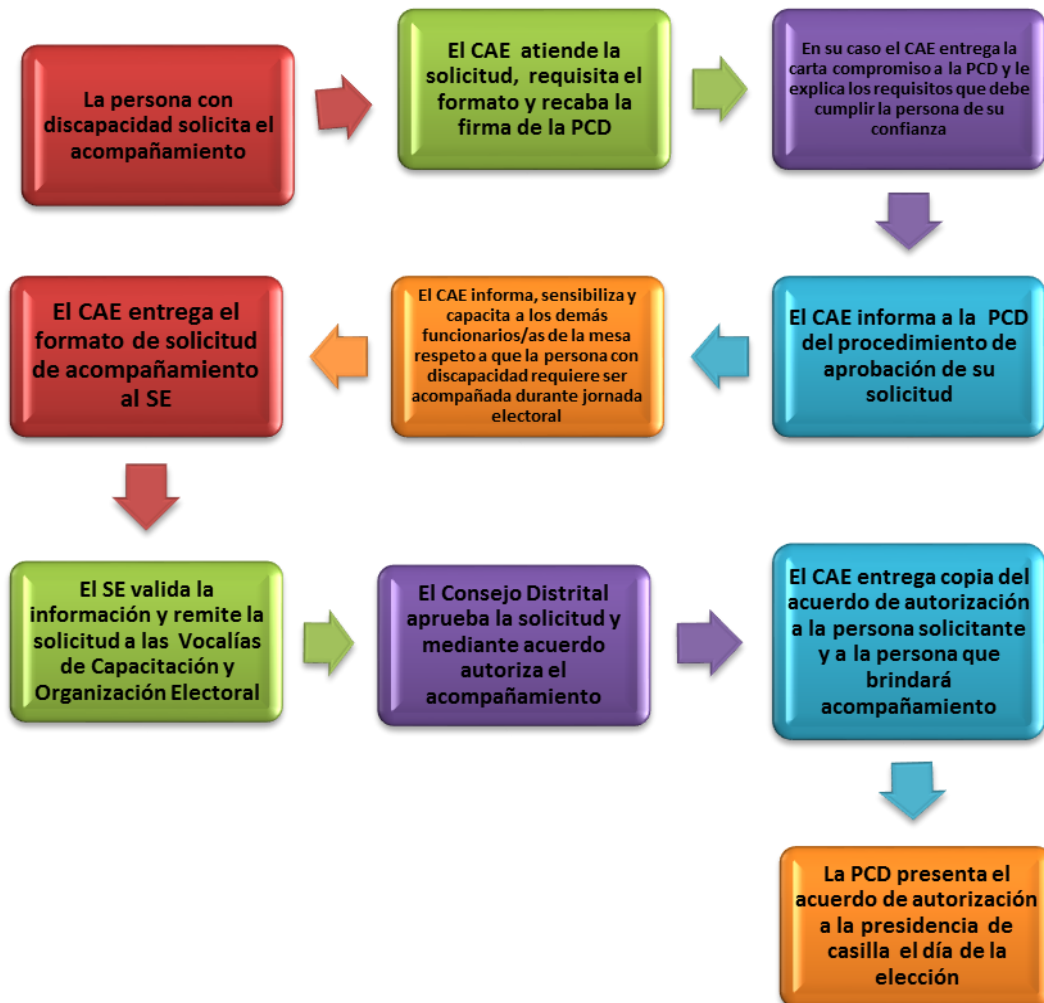 La persona con
discapacidad solicita el
acompañamiento
El CAE atiende la
solicitud, requisita el
formato y recaba la
firma de la PCD
En su caso el CAE entrega la
carta compromiso a la PCD y le
explica los requisitos que debe
cumplir la persona de su
confianza
El CAE informa a la PCD
del procedimiento de
aprobación de su
solicitud
El CAE informa, sensibiliza y
capacita a los demás
funcionarios/as de la mesa
respeto a que la persona con
discapacidad requiere ser
acompañada durante jornada
electoral
El CAE entrega el
formato de solicitud
de acompañamiento
al SE
El SE valida la
información y remite la
solicitud a las Vocalías
de Capacitación y
Organización Electoral
El Consejo Distrital
aprueba la solicitud y
mediante acuerdo
autoriza el
acompañamiento
El CAE entrega copia del
acuerdo de autorización
a la persona solicitante
y a la persona que
brindará
acompañamiento
La PCD presenta el
acuerdo de autorización
a la presidencia de
casilla el día de la
elección